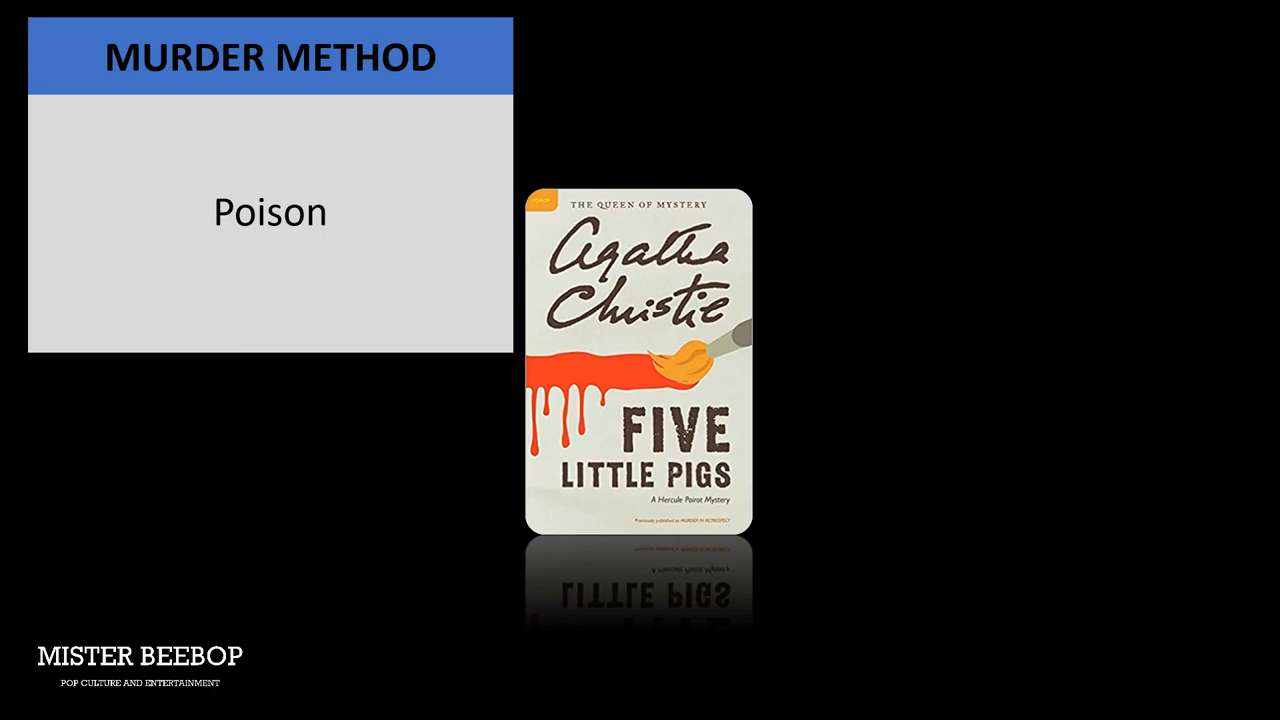 MURDER METHOD
Poison
THE QUEEN OF MYSTERY
Agatha
Christie
FIVE
LITTLE PIGS
A Hercule Poirot Mystery
Previously published as MURDER IN RETROSPECT
MISTER BEEBOP
POP CULTURE AND ENTERTAINMENT